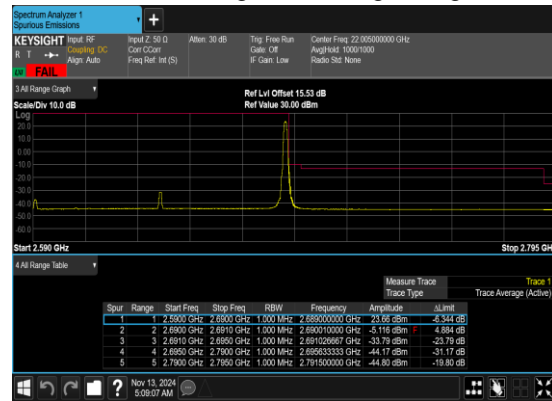 Spectrum Analyzer 1
Spurious Emissions
KEYSIGHT Input: RF Input Z: 50 Ω Atten: 30 dB Trig: Free Run Center Freq: 22.005000000 GHz
R T Coupling: DC Corr CCorr Gate: Off Avg|Hold: 1000/1000
Align: Auto Freq Ref: Int (S) IF Gain: Low Radio Std: None
FAIL
3 All Range Graph
Ref Lvl Offset 15.53 dB
Scale/Div 10.0 dB Ref Value 30.00 dBm
Log
20.0
10.0
0.00
-10.0
-20.0
-30.0
-40.0
-50.0
-60.0
Start 2.590 GHz Stop 2.795 GH
4 All Range Table
Measure Trace Trace 1
Trace Type Trace Average (Active)
Spur Range Start Freq Stop Freq RBW Frequency Amplitude ΔLimit
1 1 2.5900 GHz 2.6900 GHz 1.000 MHz 2.689000000 GHz 23.66 dBm -6.344 dB
2 2 2.6900 GHz 2.6910 GHz 1.000 MHz 2.690010000 GHz -5.116 dBm F 4.884 dB
3 3 2.6910 GHz 2.6950 GHz 1.000 MHz 2.691026667 GHz -33.79 dBm -23.79 dB
4 4 2.6950 GHz 2.7900 GHz 1.000 MHz 2.695633333 GHz -44.17 dBm -31.17 dB
5 5 2.7900 GHz 2.7950 GHz 1.000 MHz 2.791500000 GHz -44.80 dBm -19.80 dB
Nov 13, 2024
5:09:07 AM